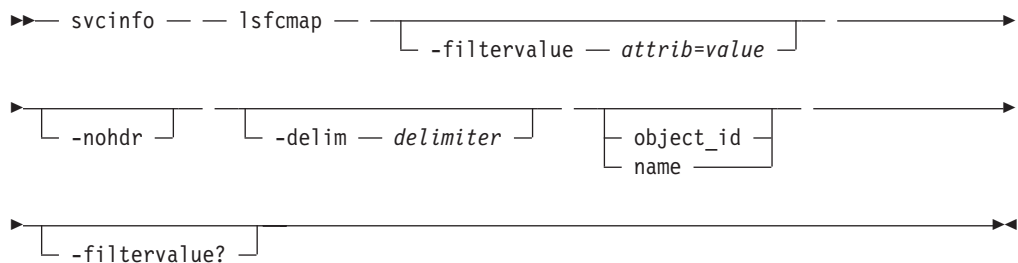 svcinfo lsfcmap
-filtervalue attrib=value
-nohdr -delim delimiter object_id
name
-filtervalue?